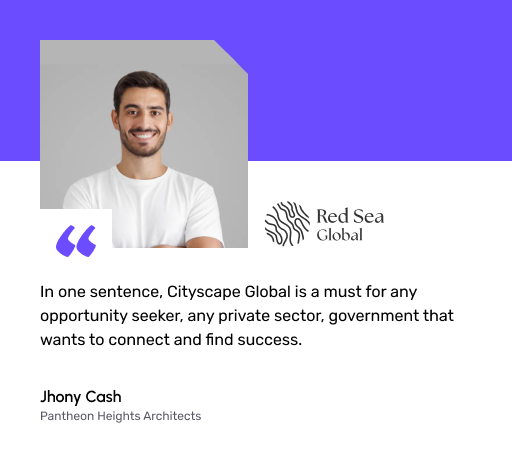 Red Sea
Global
In one sentence, Cityscape Global is a must for any
opportunity seeker, any private sector, government that
wants to connect and find success.
Jhony Cash
Pantheon Heights Architects